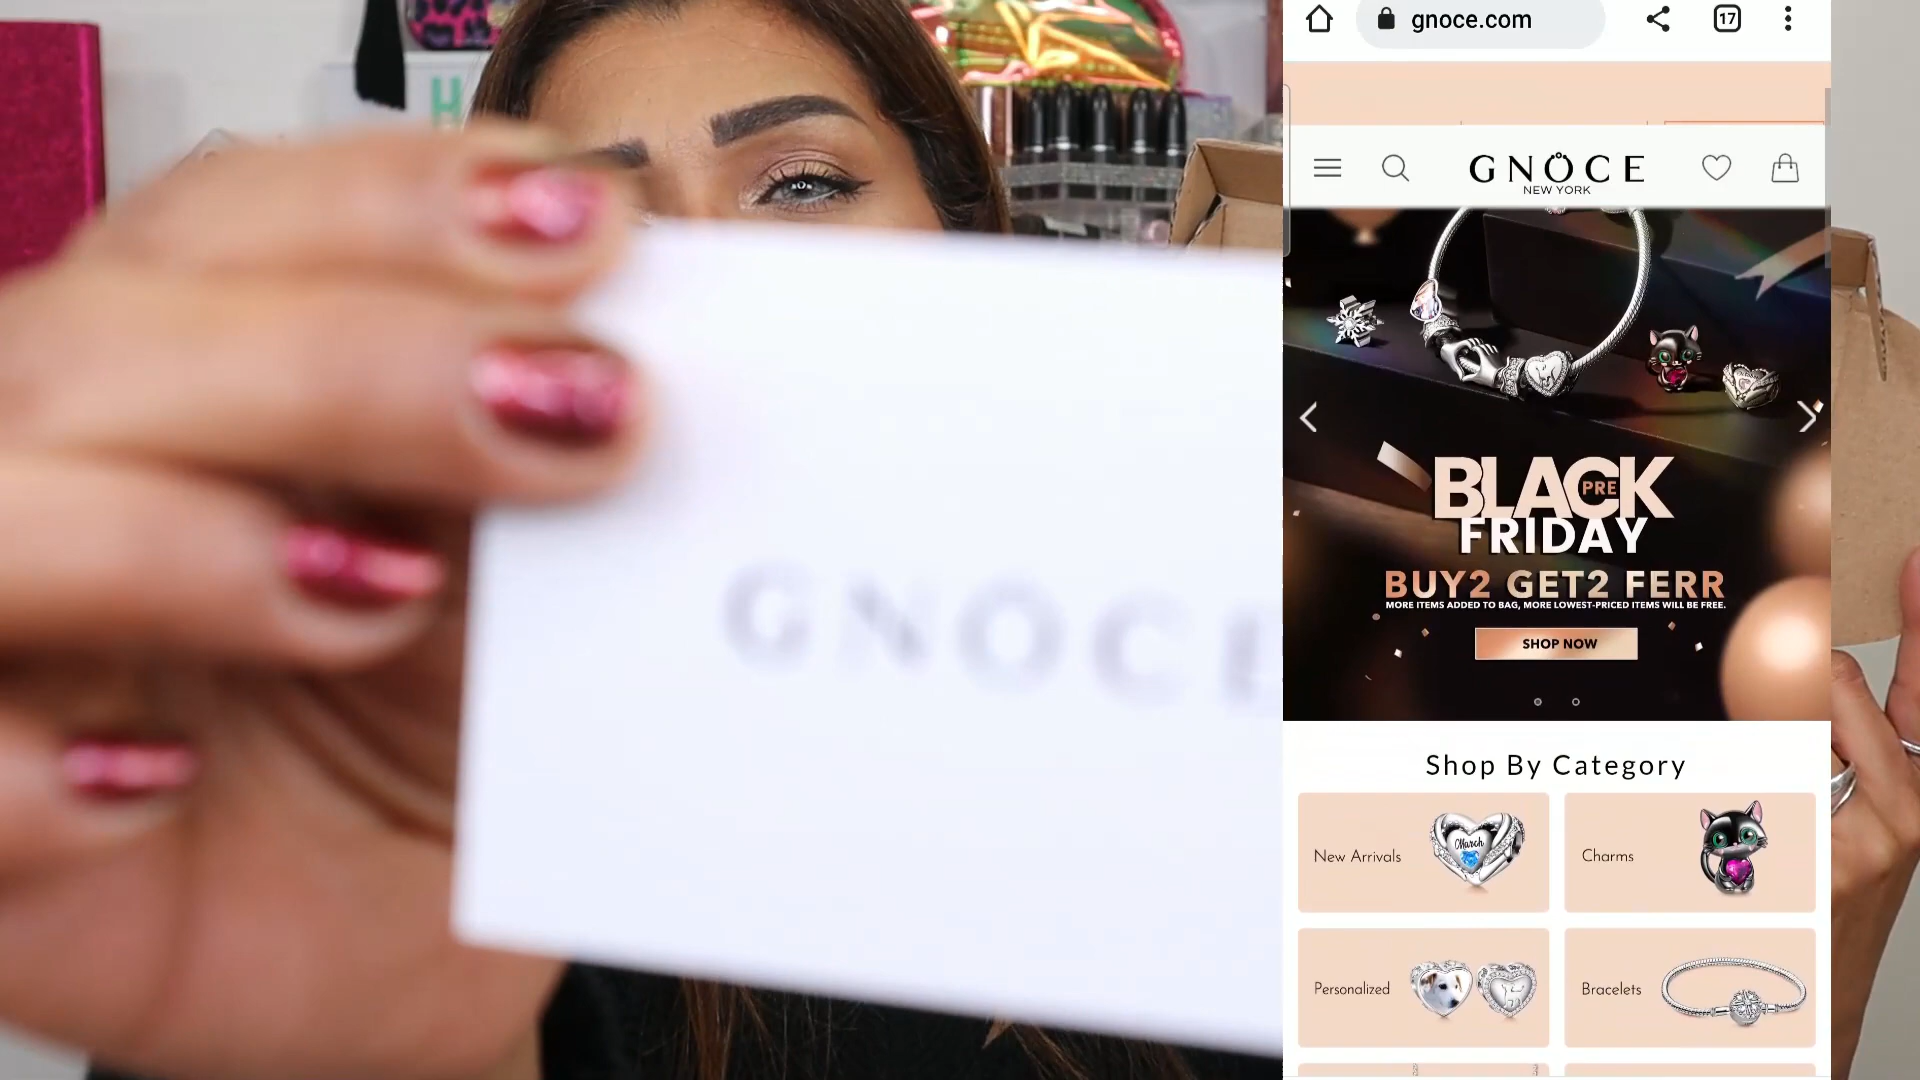 H
GNOCE
gnoce.com
17
GNOCE
NEW YORK
BLACK
PRE
FRIDAY
BUY2 GET2 FERR
MORE ITEMS ADDED TO BAG, MORE LOWEST-PRICED ITEMS WILL BE FREE.
SHOP NOW
Shop By Category
New Arrivals
March
Charms
Personalized
Bracelets